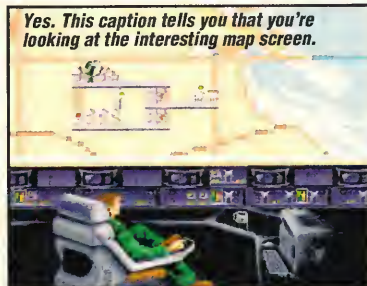 Yes. This caption tells you that you're
looking at the interesting map screen.